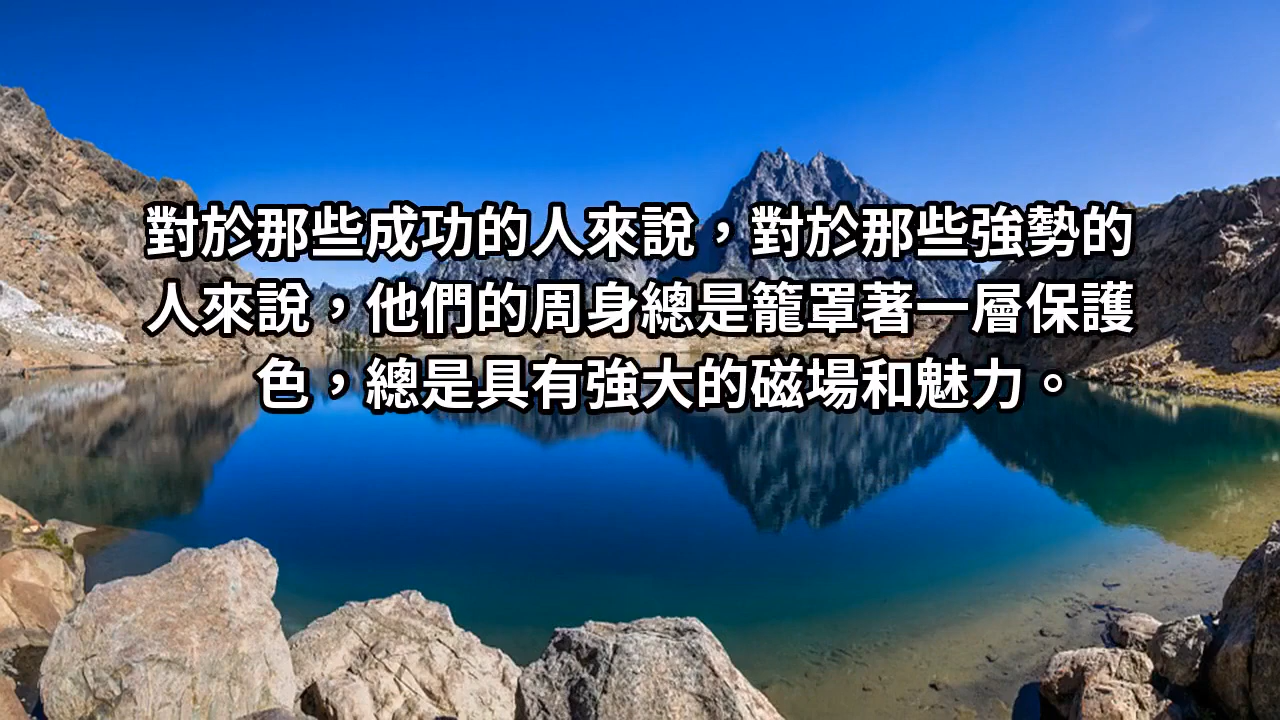 對於那些成功的人來說，對於那些強勢的
人來說，他們的周身總是籠罩著一層保護
色，總是具有強大的磁場和魅力。